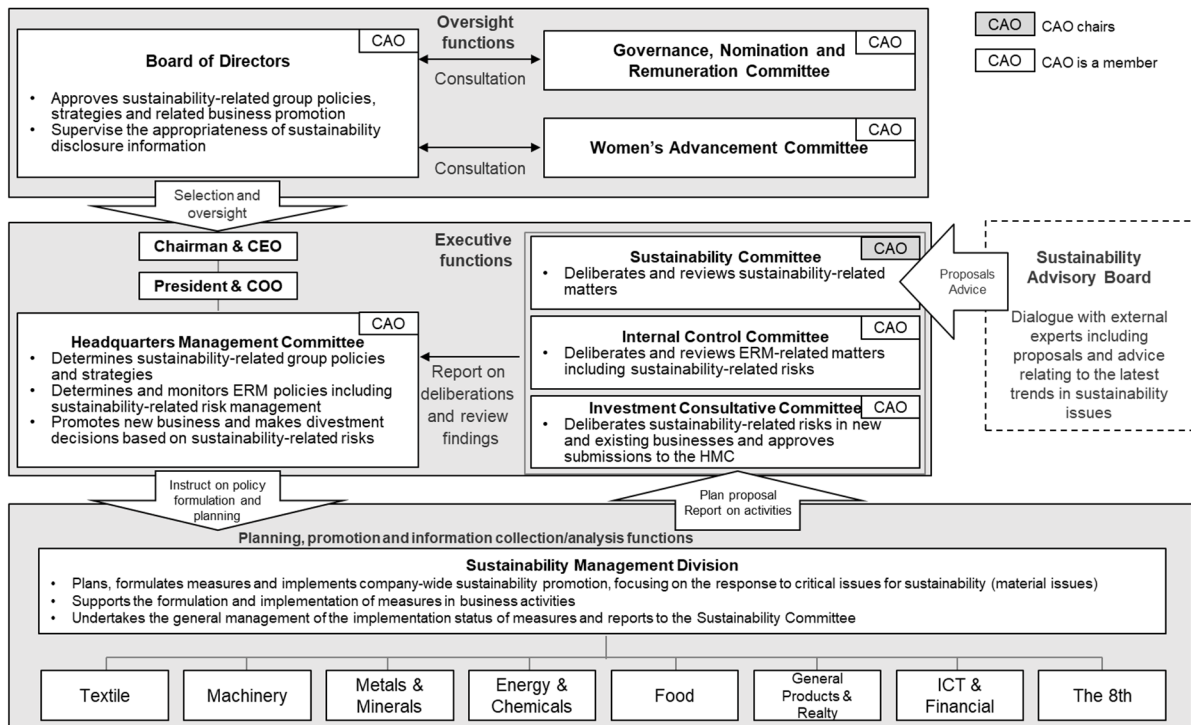 CAO
Board of Directors
• Approves sustainability-related group policies,
strategies and related business promotion
• Supervise the appropriateness of sustainability
disclosure information
Oversight
functions
Consultation
Consultation
CAO
Governance, Nomination and
Remuneration Committee
CAO
Women's Advancement Committee
CAO CAO chairs
CAO CAO is a member
Selection and
oversight
Chairman & CEO
President & COO
Executive
functions
CAO
Headquarters Management Committee
• Determines sustainability-related group policies
and strategies
• Determines and monitors ERM policies including
sustainability-related risk management
• Promotes new business and makes divestment
decisions based on sustainability-related risks
Report on
deliberations
and review
findings
Sustainability Committee
CAO
• Deliberates and reviews sustainability-related
matters
Internal Control Committee
CAO
• Deliberates and reviews ERM-related matters
including sustainability-related risks
Investment Consultative Committee
CAO
• Deliberates sustainability-related risks in new
and existing businesses and approves
submissions to the HMC
Proposals
Advice
Sustainability
Advisory Board
Dialogue with external
experts including
proposals and advice
relating to the latest
trends in sustainability
issues
Instruct on policy
formulation and
planning
Plan proposal
Report on activities
Planning, promotion and information collection/analysis functions
Sustainability Management Division
• Plans, formulates measures and implements company-wide sustainability promotion, focusing on the response to critical issues for sustainability (material issues)
• Supports the formulation and implementation of measures in business activities
• Undertakes the general management of the implementation status of measures and reports to the Sustainability Committee
Textile
Machinery
Metals &
Minerals
Energy &
Chemicals
Food
General
Products &
Realty
ICT &
Financial
The 8th